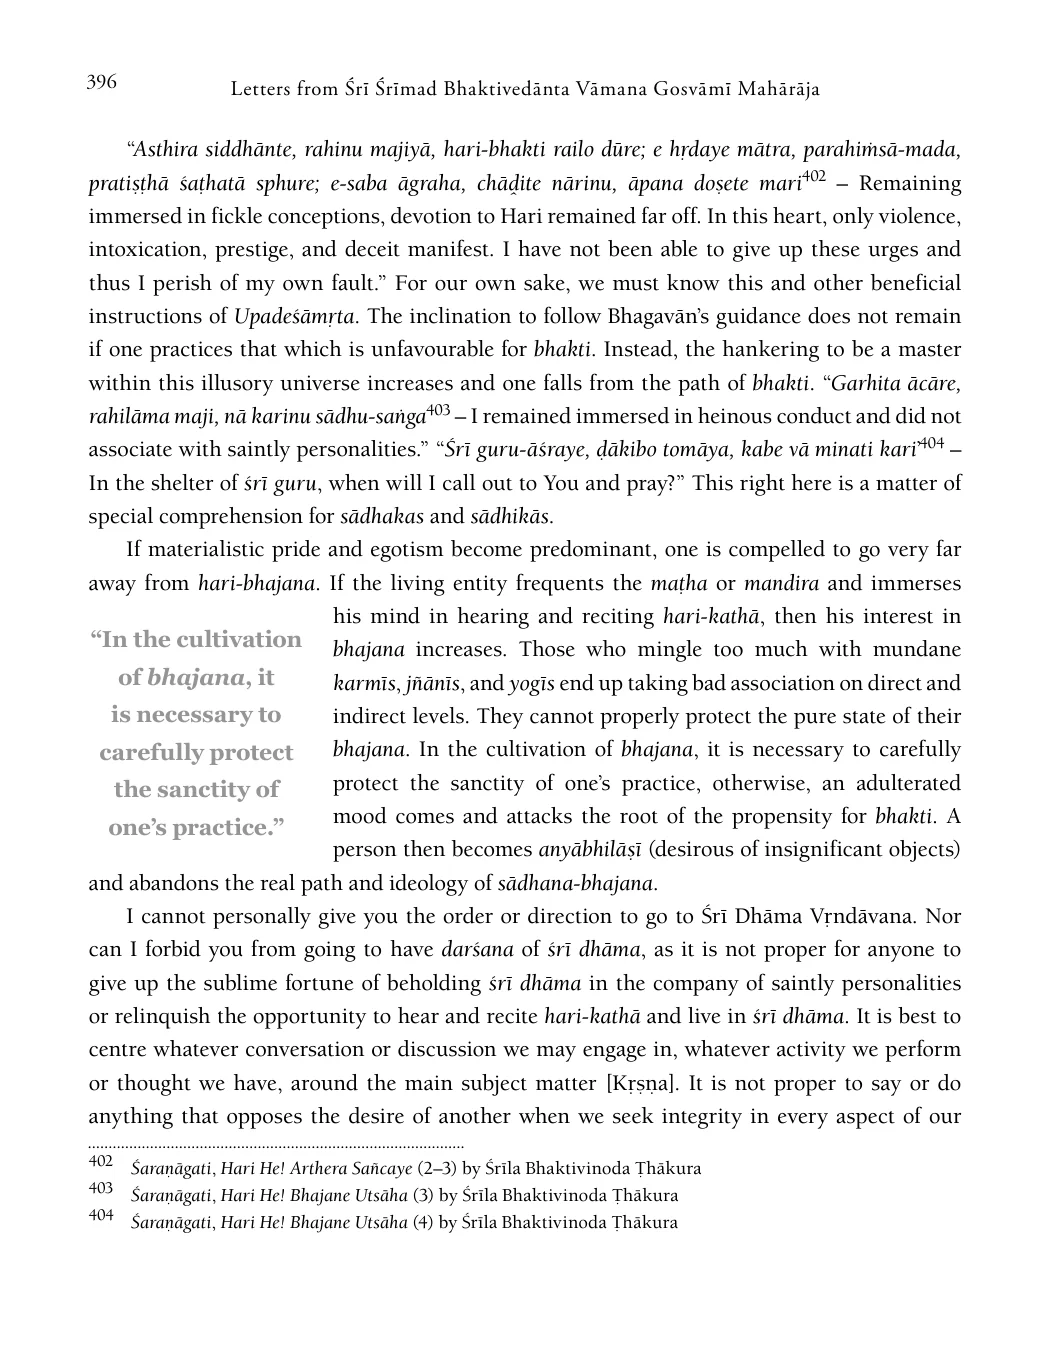 396
Letters from Śrī Śrīmad Bhaktivedānta Vāmana Gosvāmī Mahārāja
“Asthira siddhānte, rahinu majiyā, hari-bhakti railo dūre; e hṛdaye mātra, parahiṁsā-mada,
pratiṣṭhā śaṭhatā sphure; e-saba āgraha, chāḓite nārinu, āpana doṣete mari402 – Remaining
immersed in fickle conceptions, devotion to Hari remained far off. In this heart, only violence,
intoxication, prestige, and deceit manifest. I have not been able to give up these urges and
thus I perish of my own fault.” For our own sake, we must know this and other beneficial
instructions of Upadeśāmṛta. The inclination to follow Bhagavān’s guidance does not remain
if one practices that which is unfavourable for bhakti. Instead, the hankering to be a master
within this illusory universe increases and one falls from the path of bhakti. “Garhita ācāre,
rahilāma maji, nā karinu sādhu-saṅga403 – I remained immersed in heinous conduct and did not
associate with saintly personalities.” “Śrī guru-āśraye, ḍākibo tomāya, kabe vā minati kari’404 –
In the shelter of śrī guru, when will I call out to You and pray?” This right here is a matter of
special comprehension for sādhakas and sādhikās.
If materialistic pride and egotism become predominant, one is compelled to go very far
away from hari-bhajana. If the living entity frequents the maṭha or mandira and immerses
his mind in hearing and reciting hari-kathā, then his interest in
bhajana increases. Those who mingle too much with mundane
karmīs, jñānīs, and yogīs end up taking bad association on direct and
indirect levels. They cannot properly protect the pure state of their
bhajana. In the cultivation of bhajana, it is necessary to carefully
protect the sanctity of one’s practice, otherwise, an adulterated
mood comes and attacks the root of the propensity for bhakti. A
person then becomes anyābhilāṣī (desirous of insignificant objects)
and abandons the real path and ideology of sādhana-bhajana.
“In the cultivation
of bhajana, it
is necessary to
carefully protect
the sanctity of
one’s practice.”
I cannot personally give you the order or direction to go to Śrī Dhāma Vṛndāvana. Nor
can I forbid you from going to have darśana of śrī dhāma, as it is not proper for anyone to
give up the sublime fortune of beholding śrī dhāma in the company of saintly personalities
or relinquish the opportunity to hear and recite hari-kathā and live in śrī dhāma. It is best to
centre whatever conversation or discussion we may engage in, whatever activity we perform
or thought we have, around the main subject matter [Kṛṣṇa]. It is not proper to say or do
anything that opposes the desire of another when we seek integrity in every aspect of our
402 Śaraṇāgati, Hari He! Arthera Sañcaye (2–3) by Śrīla Bhaktivinoda Ṭhākura
403 Śaraṇāgati, Hari He! Bhajane Utsāha (3) by Śrīla Bhaktivinoda Ṭhākura
404 Śaraṇāgati, Hari He! Bhajane Utsāha (4) by Śrīla Bhaktivinoda Ṭhākura